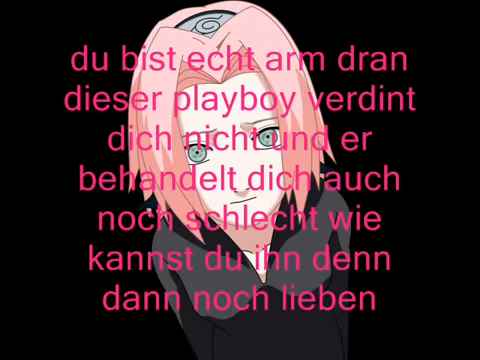 du bist echt arm dran
dieser playboy verdint
dich nicht und er
behandelt dich auch
noch schlecht wie
kannst du ihn denn
dann noch lieben